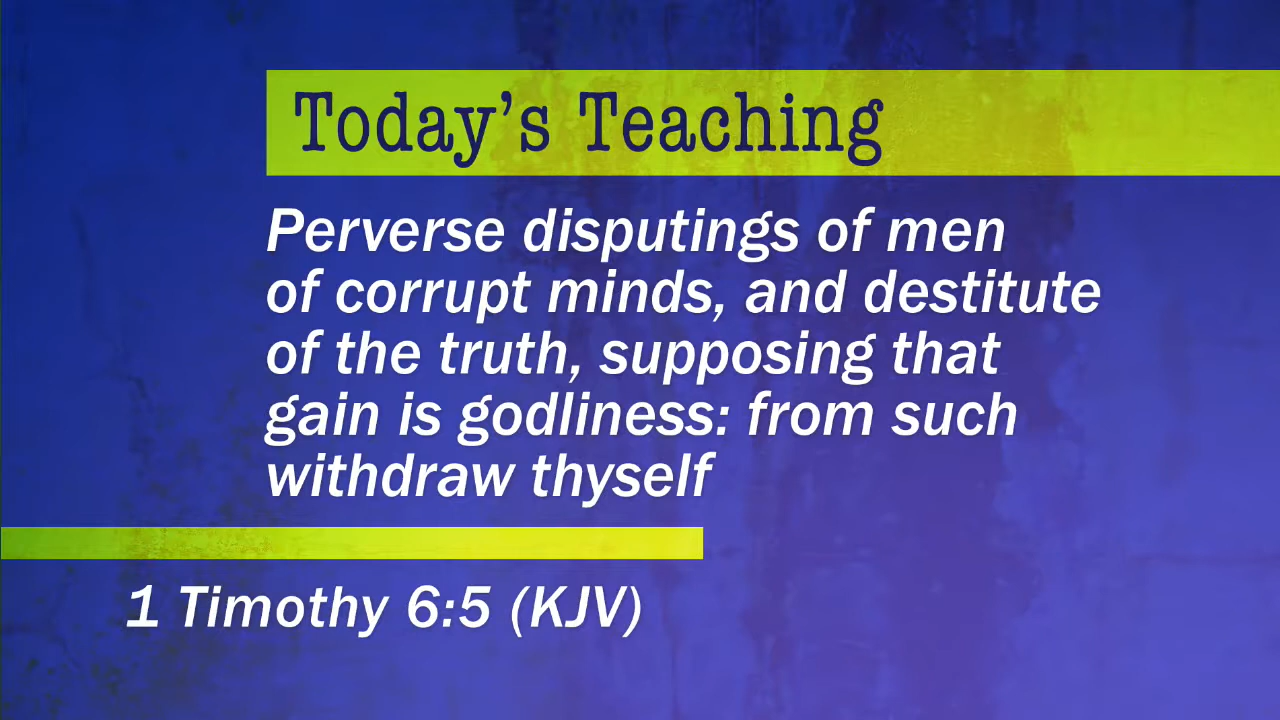 Today's Teaching
Perverse disputings of men
of corrupt minds, and destitute
of the truth, supposing that
gain is godliness: from such
withdraw thyself
1 Timothy 6:5 (KJV)